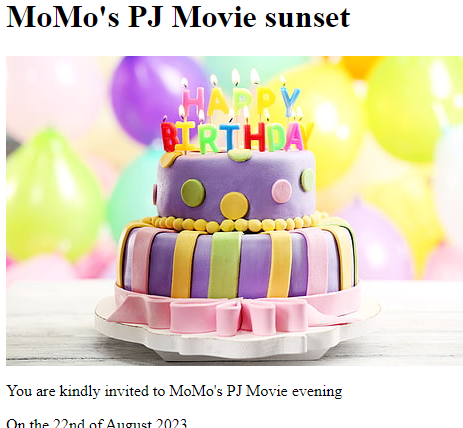 MoMo's PJ Movie sunset
HAPPY
BIRTHDAY
You are kindly invited to MoMo's PJ Movie evening
On the 22nd of August 2023